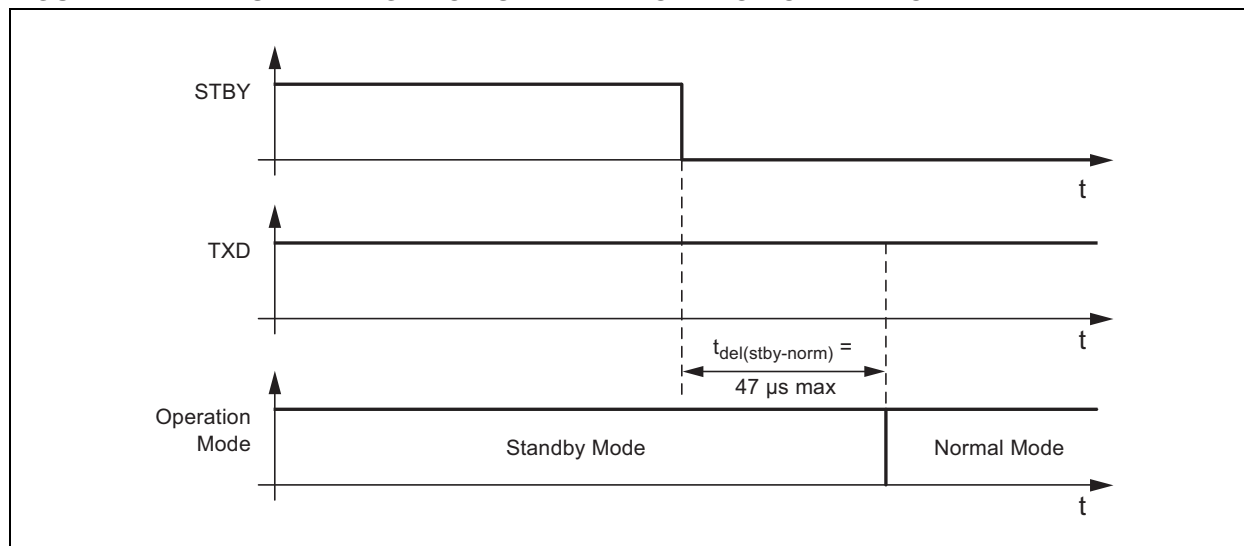 STBY
t
TXD
t
tdel(stby-norm) =
47 µs max
Operation
Mode
Standby Mode
Normal Mode
t